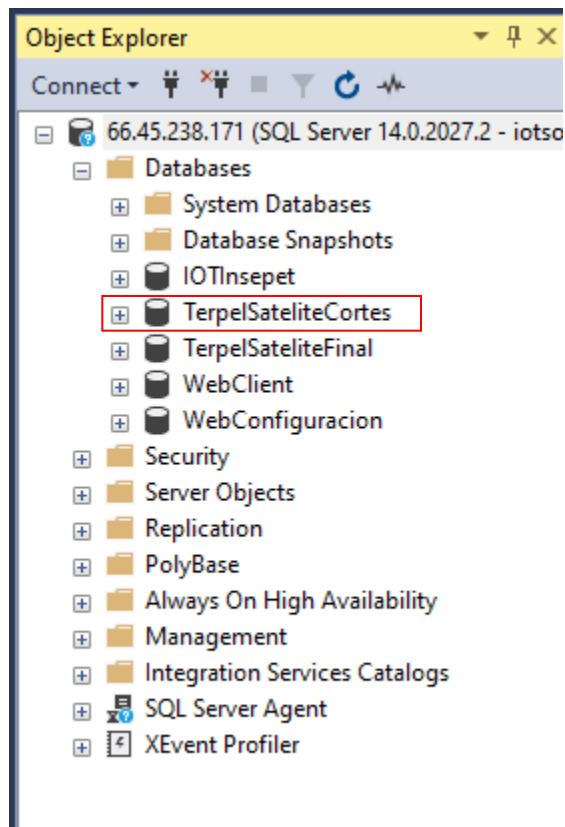 Object Explorer
Connect
66.45.238.171 (SQL Server 14.0.2027.2 - iotso
Databases
System Databases
Database Snapshots
IOTInsepet
TerpelSateliteCortes
TerpelSateliteFinal
WebClient
WebConfiguracion
Security
Server Objects
Replication
PolyBase
Always On High Availability
Management
Integration Services Catalogs
SQL Server Agent
XEvent Profiler